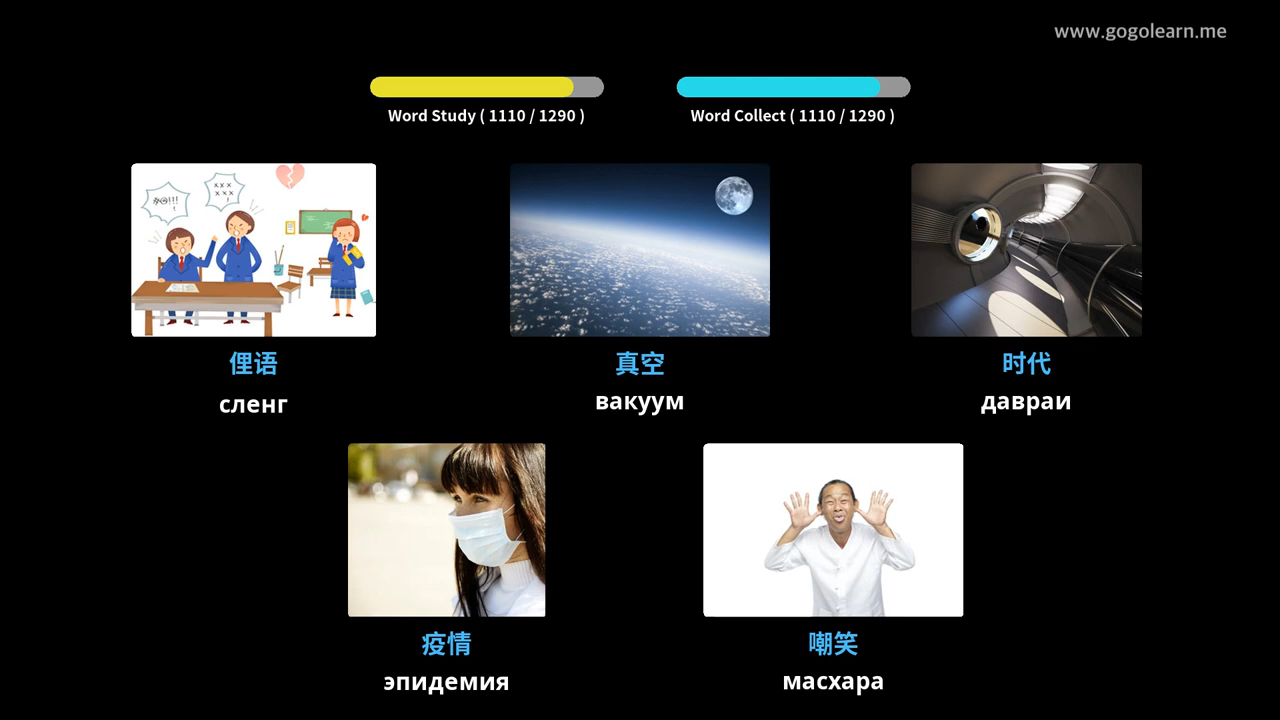 www.gogolearn.me
Word Study ( 1110 / 1290 )
Word Collect ( 1110 / 1290 )
俚语
сленг
真空
вакуум
时代
давраи
疫情
эпидемия
嘲笑
масхара